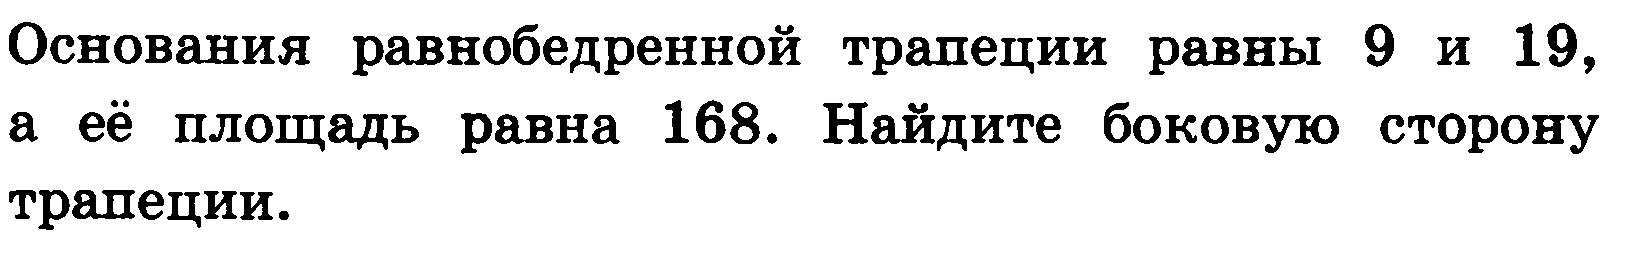 Основания равнобедренной трапеции равны 9 и 19,
а её площадь равна 168. Найдите боковую сторону
трапеции.